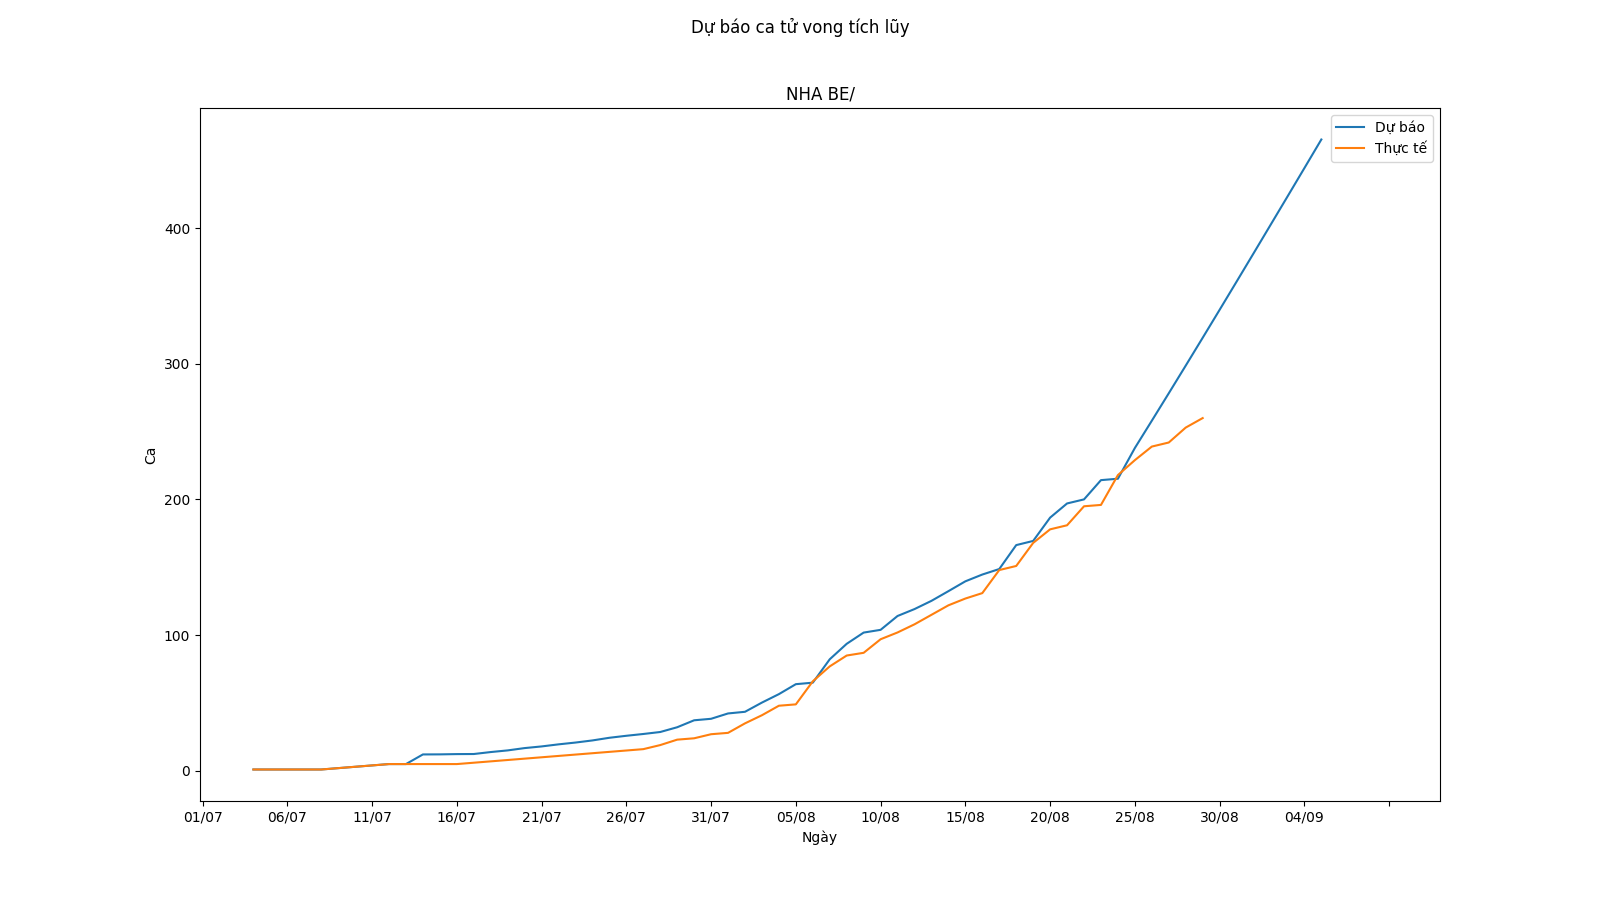 Dự báo ca tử vong tích lũy
NHA BE/
Dự báo
Thực tế
400
300
200
100
0
Ca
01/07 06/07 11/07 16/07 21/07 26/07 31/07 05/08 10/08 15/08 20/08 25/08 30/08 04/09
Ngày